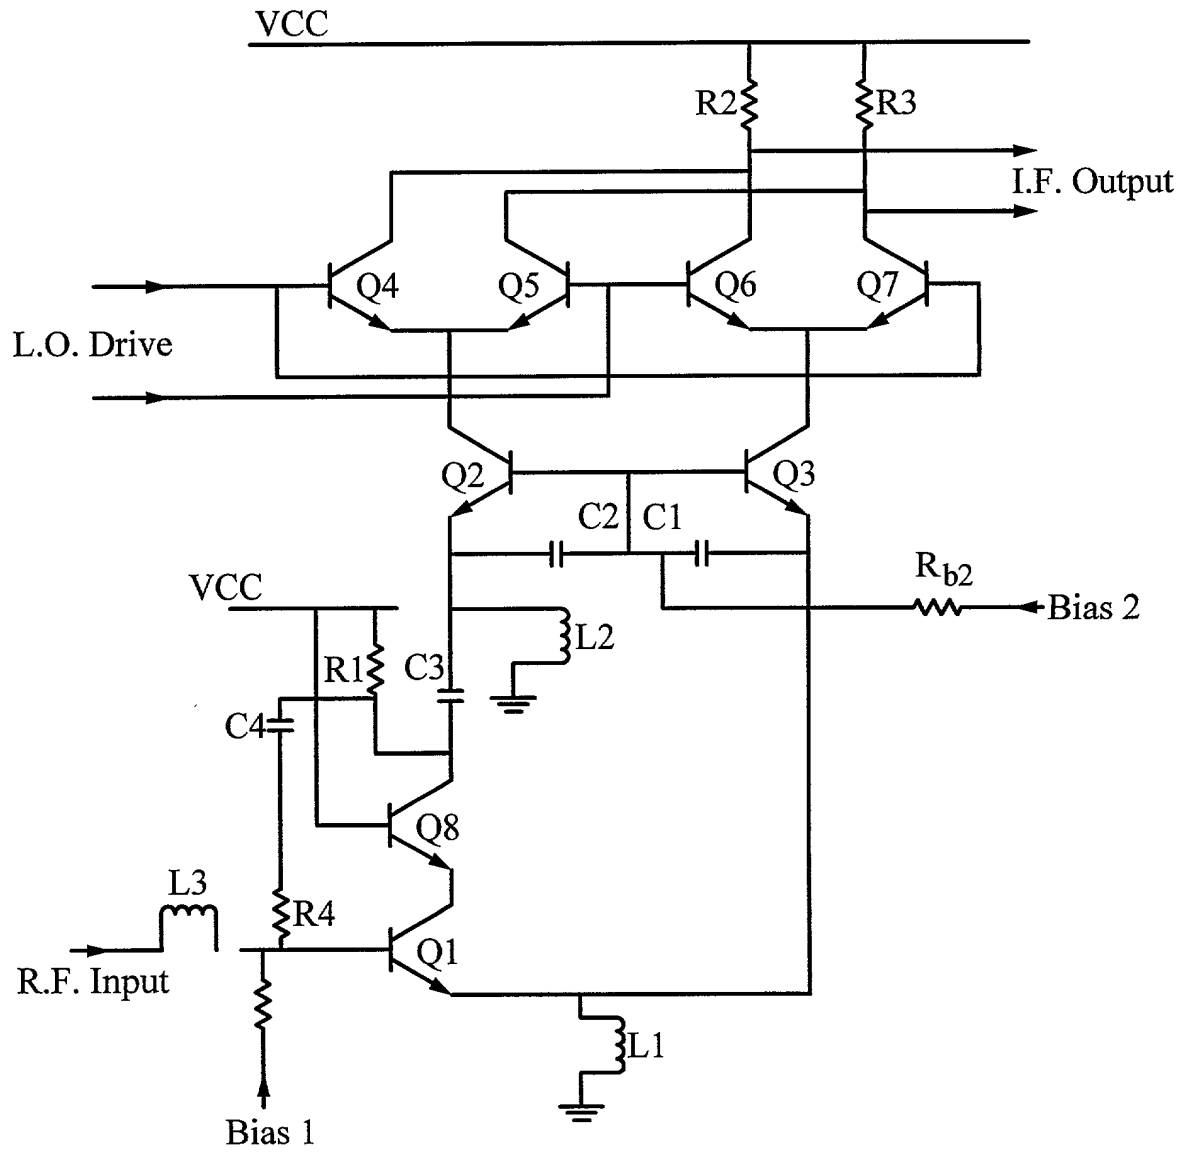 VCC
R2
R3
I.F. Output
Q4
Q5
Q6
Q7
L.O. Drive
Q2
Q3
C2
C1
Rb2
Bias 2
VCC
L2
R1
C3
C4
Q8
L3
R4
Q1
R.F. Input
L1
Bias 1